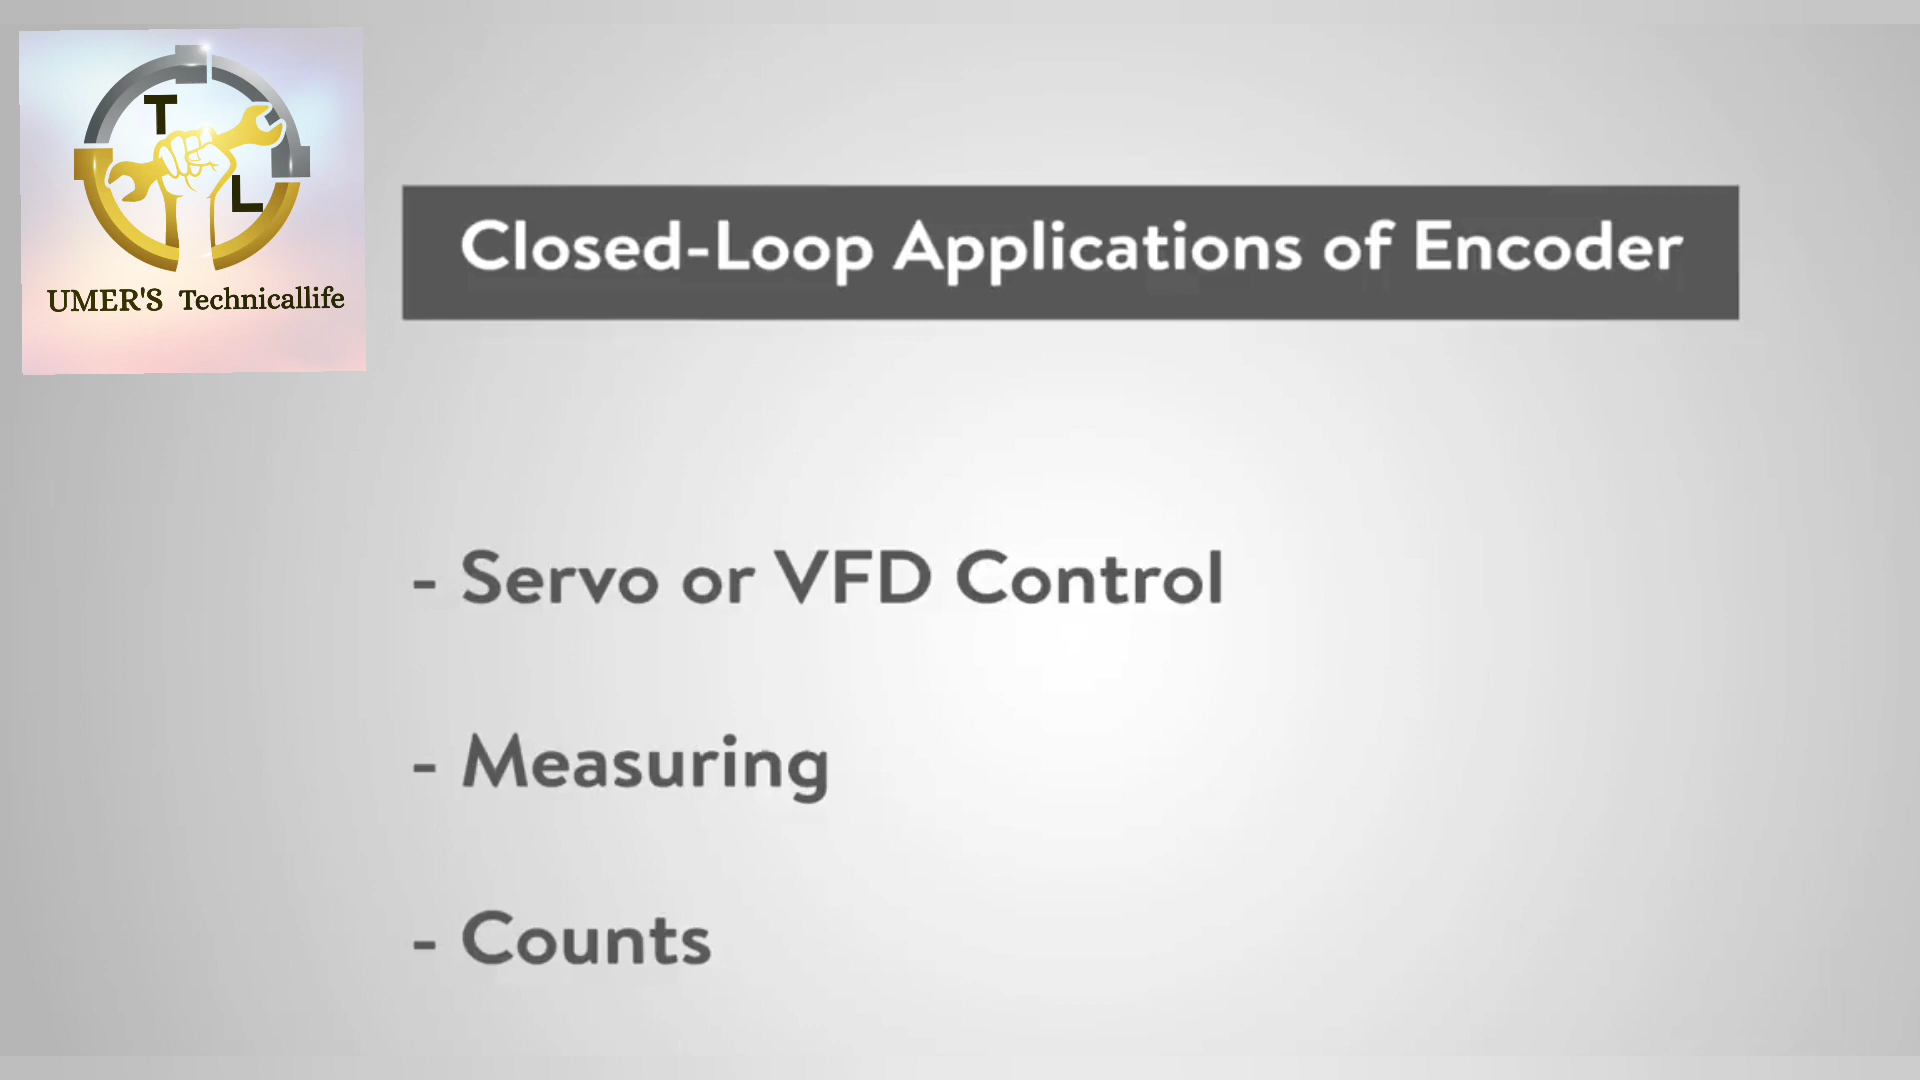 T
L
UMER'S Technicallife
Closed-Loop Applications of Encoder
- Servo or VFD Control
- Measuring
- Counts